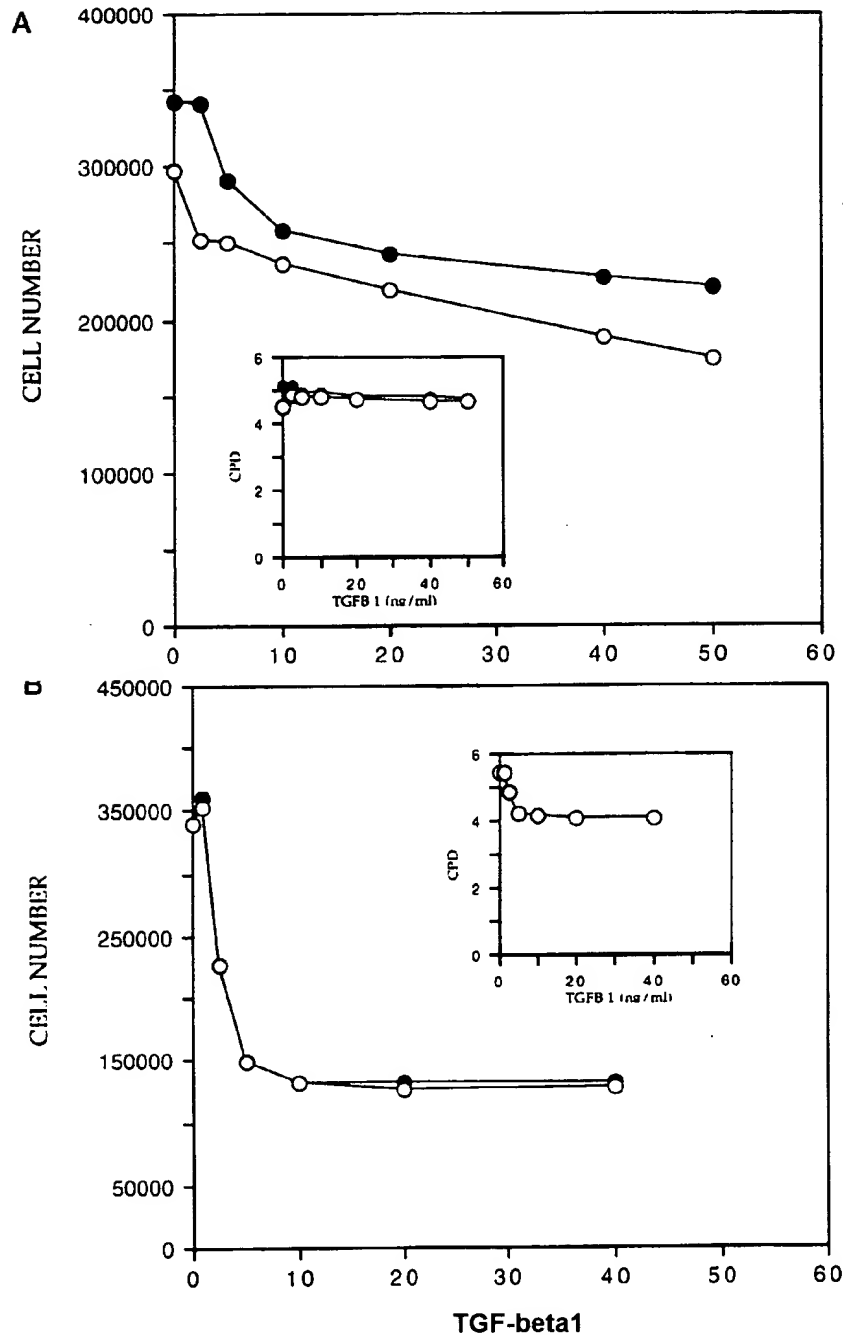 A
400000
300000
200000
100000
0
CELL NUMBER
0 10 20 30 40 50 60
6
4
2
0
CPD
0 20 40 60
TGFB 1 (ng/ml)
450000
350000
250000
150000
50000
0
CELL NUMBER
6
4
2
0
CPD
0 20 40 60
TGFB 1 (ng/ml)
0 10 20 30 40 50 60
TGF-beta1